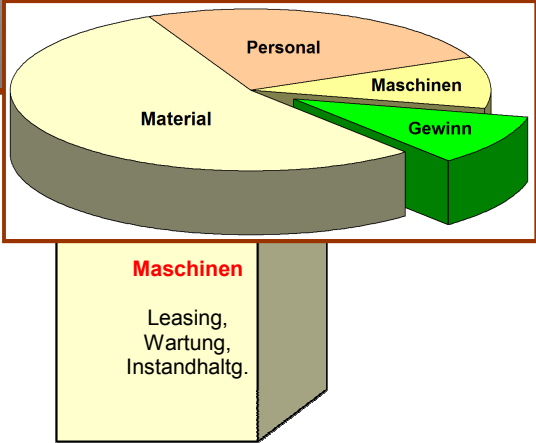 Personal
Maschinen
Material
Gewinn
Maschinen
Leasing,
Wartung,
Instandhaltg.